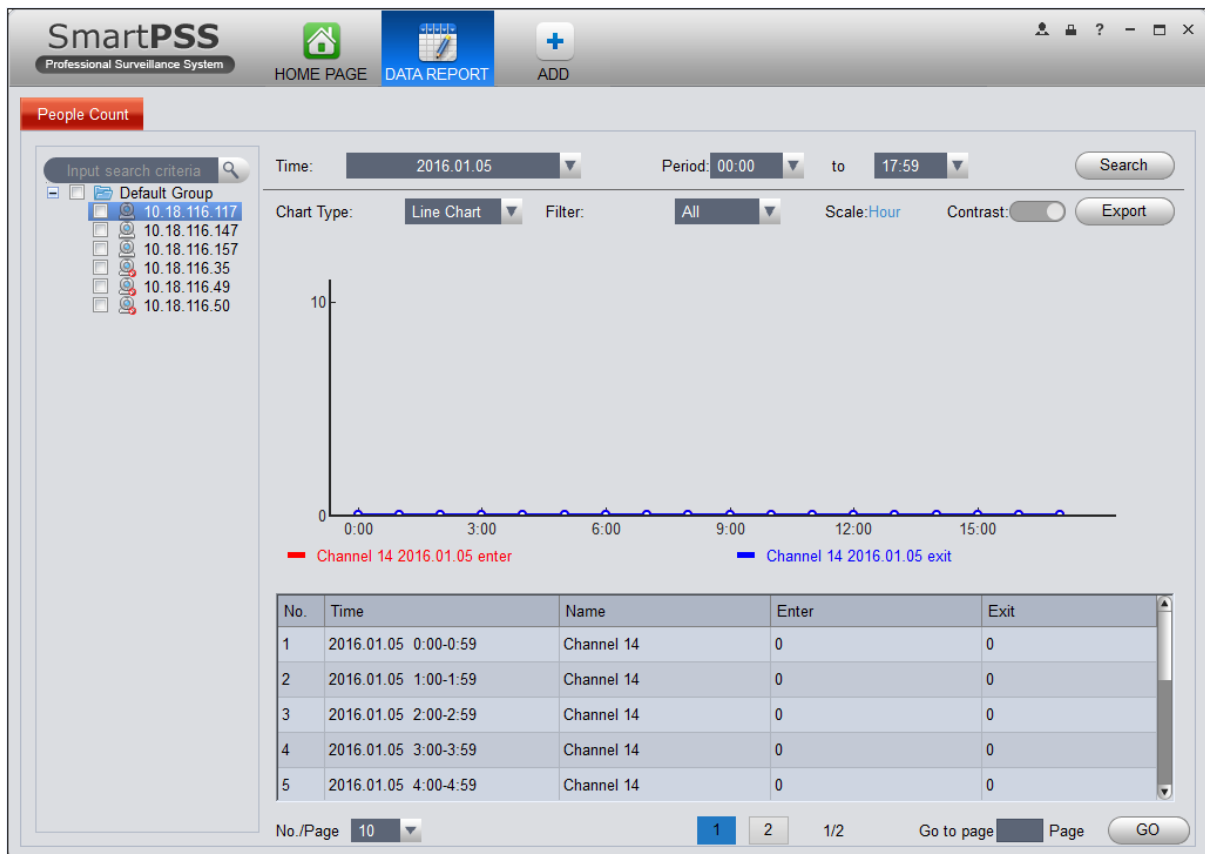 SmartPSS
Professional Surveillance System
HOME PAGE
DATA REPORT
ADD
?
People Count
Input search criteria
Default Group
10.18.116.117
10.18.116.147
10.18.116.157
10.18.116.35
10.18.116.49
10.18.116.50
Time: 2016.01.05 Period: 00:00 to 17:59 Search
Chart Type: Line Chart Filter: All Scale:Hour Contrast: Export
10
0
0:00 3:00 6:00 9:00 12:00 15:00
Channel 14 2016.01.05 enter Channel 14 2016.01.05 exit
No. Time Name Enter Exit
1 2016.01.05 0:00-0:59 Channel 14 0 0
2 2016.01.05 1:00-1:59 Channel 14 0 0
3 2016.01.05 2:00-2:59 Channel 14 0 0
4 2016.01.05 3:00-3:59 Channel 14 0 0
5 2016.01.05 4:00-4:59 Channel 14 0 0
No./Page 10 1 2 1/2 Go to page Page GO